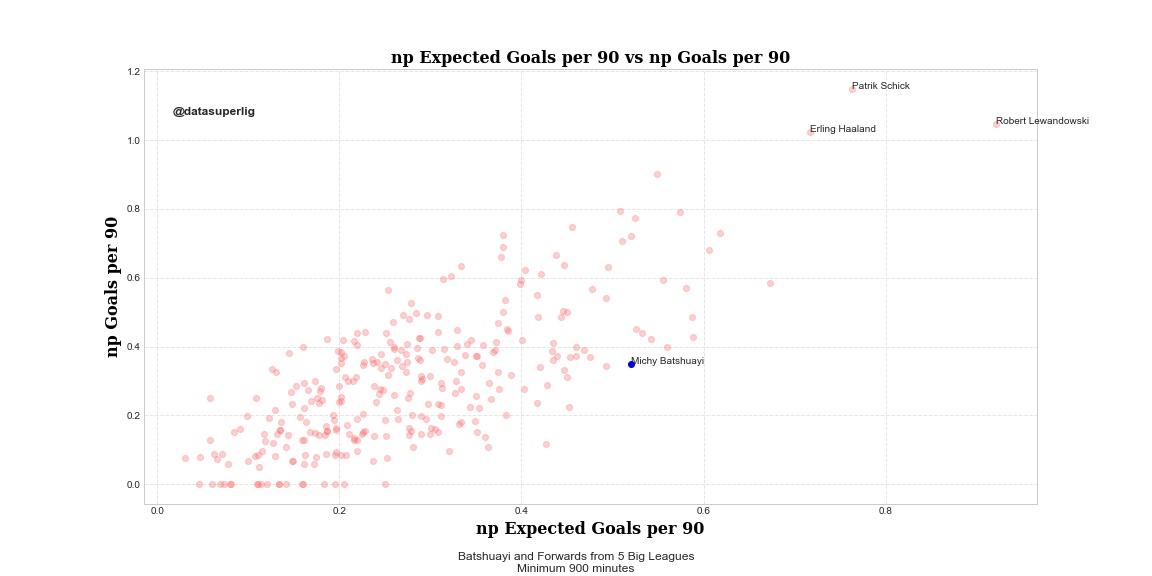 np Expected Goals per 90 vs np Goals per 90
1.2
Patrik Schick
@datasuperlig
Robert Lewandowski
Erling Haaland
1.0
0.8
np Goals per 90
0.6
0.4
Michy Batshuayi
0.2
0.0
0.0 0.2 0.4 0.6 0.8
np Expected Goals per 90
Batshuayi and Forwards from 5 Big Leagues
Minimum 900 minutes